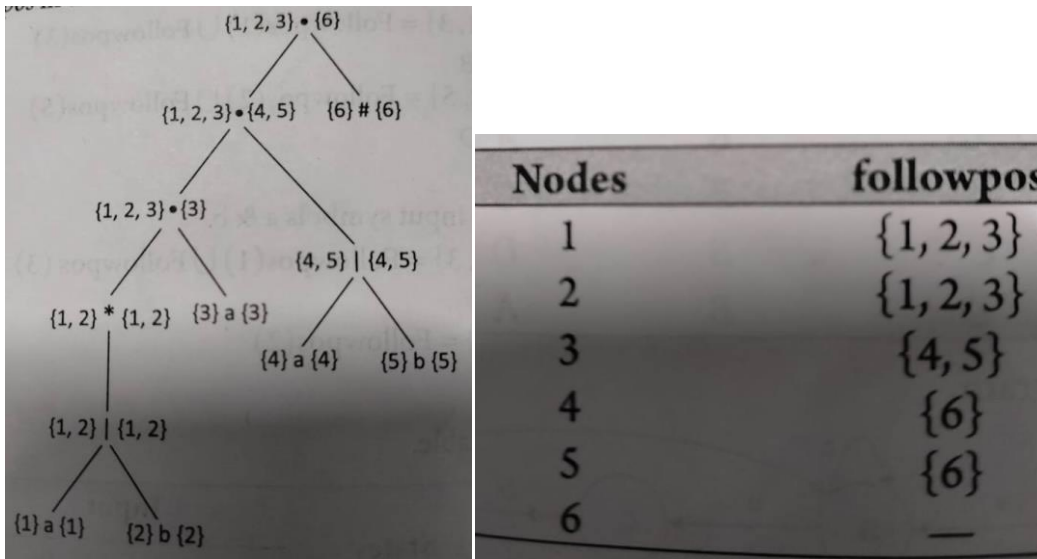 {1, 2, 3} • {6}
{1, 2, 3} • {4, 5} {6} # {6}
{1, 2, 3} • {3}
{4, 5} | {4, 5}
{1, 2} * {1, 2} {3} a {3}
{4} a {4} {5} b {5}
{1, 2} | {1, 2}
{1} a {1} {2} b {2}
Nodes followpos
1 {1, 2, 3}
2 {1, 2, 3}
3 {4, 5}
4 {6}
5 {6}
6 —